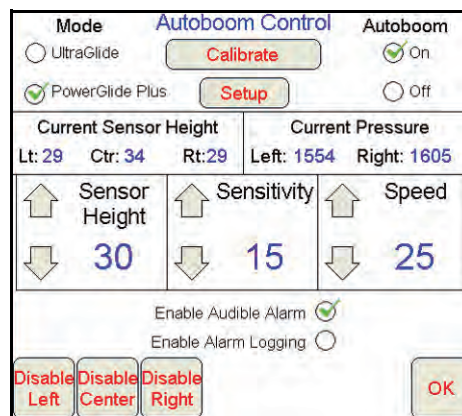 Mode Autoboom Control Autoboom
UltraGlide Calibrate On
PowerGlide Plus Setup Off
Current Sensor Height Current Pressure
Lt: 29 Ctr: 34 Rt:29 Left: 1554 Right: 1605
Sensor Height Sensitivity Speed
30 15 25
Enable Audible Alarm
Enable Alarm Logging
Disable Left Disable Center Disable Right OK